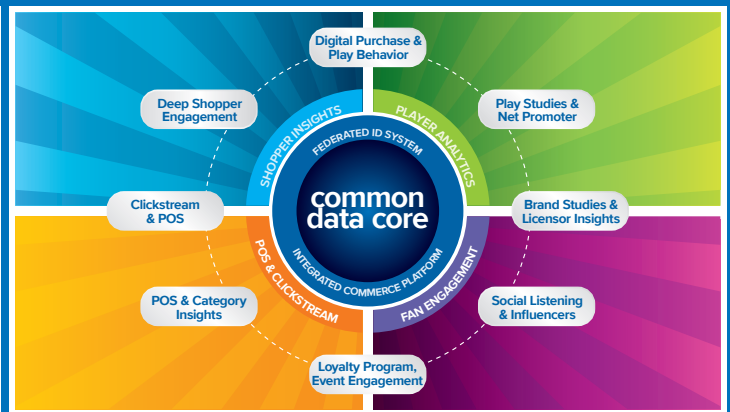 Digital Purchase &
Play Behavior
Deep Shopper
Engagement
Play Studies &
Net Promoter
SHOPPER INSIGHTS
PLAYER ANALYTICS
FEDERATED ID SYSTEM
common
data core
Clickstream
& POS
Brand Studies &
Licensor Insights
INTEGRATED COMMERCE PLATFORM
POS & CLICKSTREAM
FAN ENGAGEMENT
POS & Category
Insights
Social Listening
& Influencers
Loyalty Program,
Event Engagement